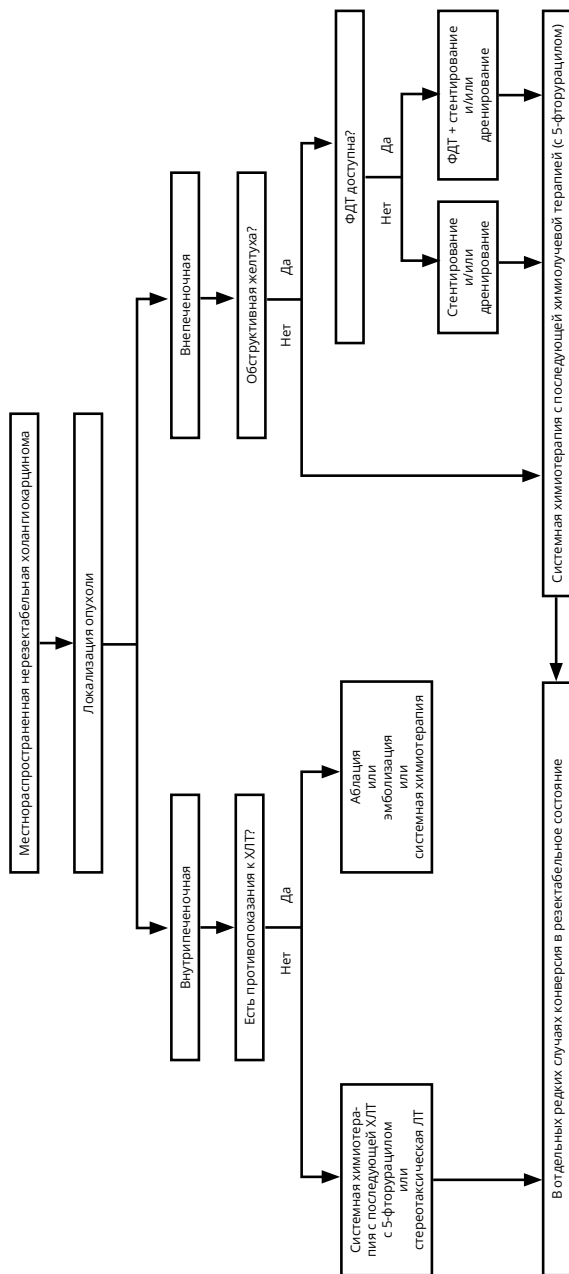 Местнораспространенная нерезектабельная холангиокарцинома
Локализация опухоли
Внутрипеченочная
Внепеченочная
Есть противопоказания к ХЛТ?
Обструктивная желтуха?
Нет
Да
Нет
Да
Системная химиотера-
пия с последующей ХЛТ
с 5-фторурацилом
или
стереотаксическая ЛТ
Аблация
или
эмболизация
или
системная химиотерапия
ФДТ доступна?
Нет
Да
Стентирование
и/или
дренирование
ФДТ + стентирование
и/или
дренирование
В отдельных редких случаях конверсия в резектабельное состояние
Системная химиотерапия с последующей химиолучевой терапией (с 5-фторурацилом)